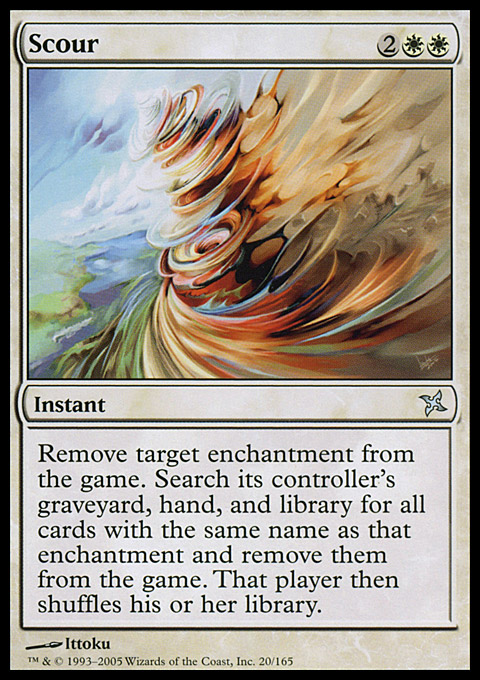 Scour 2
Instant
Remove target enchantment from
the game. Search its controller's
graveyard, hand, and library for all
cards with the same name as that
enchantment and remove them
from the game. That player then
shuffles his or her library.
Ittoku
™ & © 1993–2005 Wizards of the Coast, Inc. 20/165